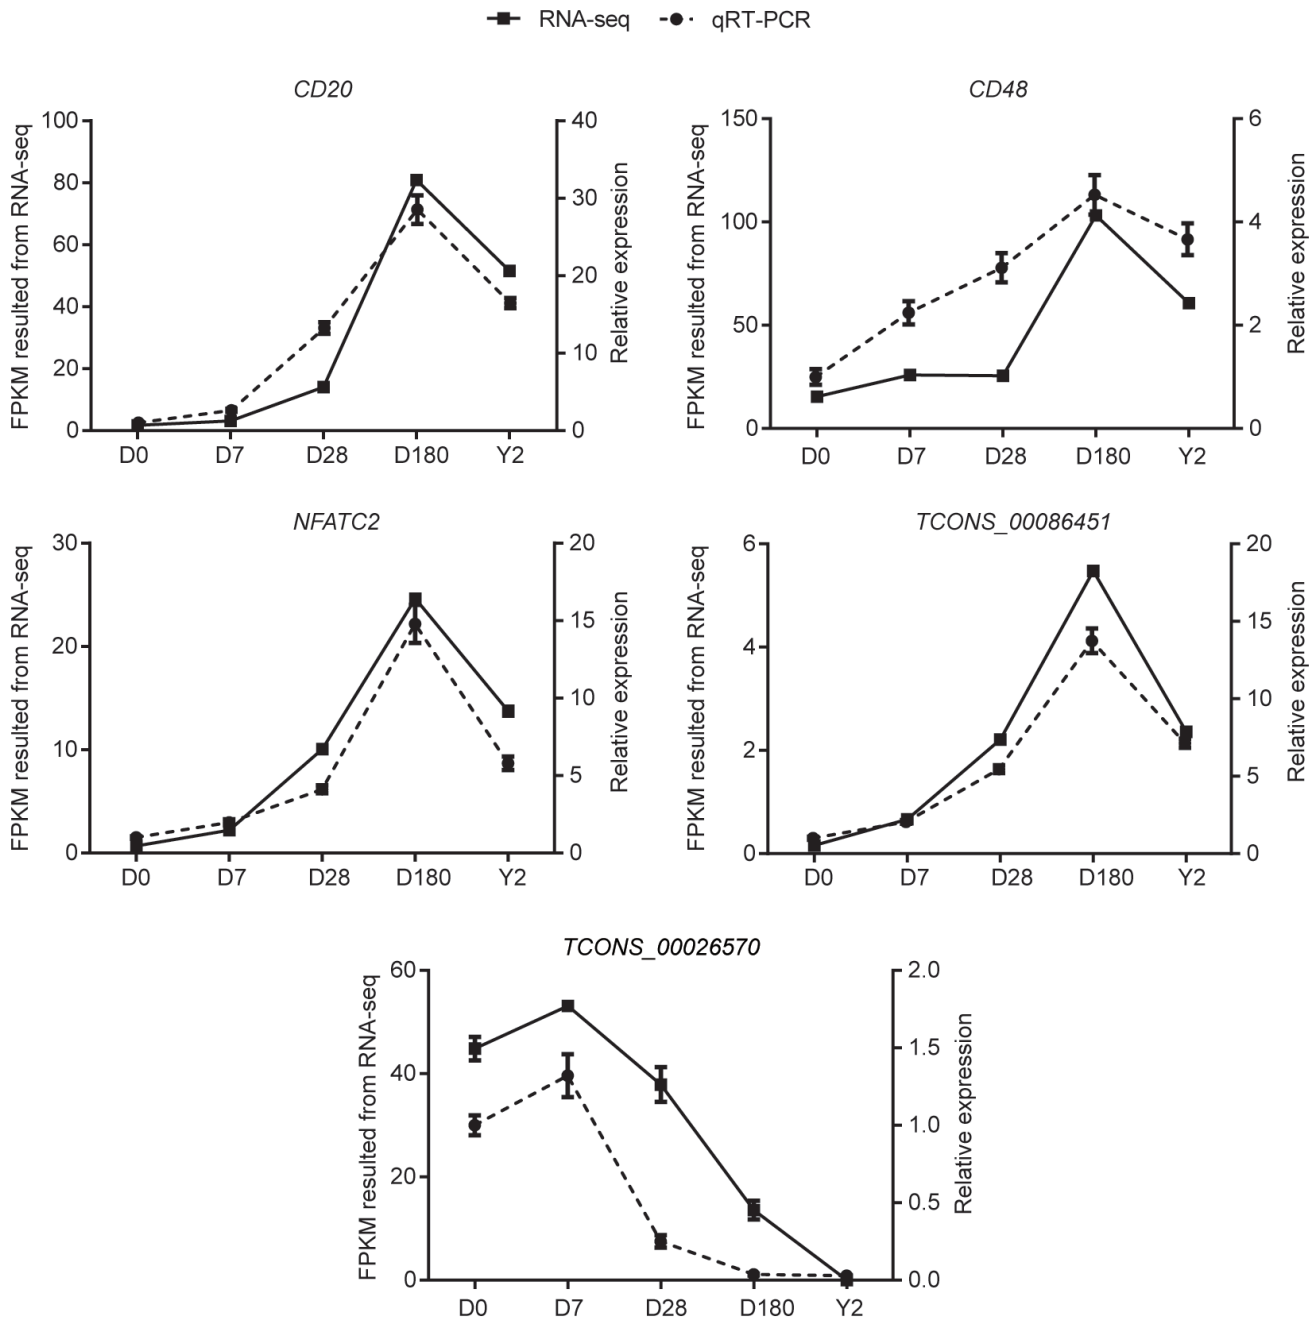 RNA-seq qRT-PCR
CD20
FPKM resulted from RNA-seq
100
80
60
40
20
0
40
30
20
10
0
Relative expression
D0 D7 D28 D180 Y2
CD48
FPKM resulted from RNA-seq
150
100
50
0
6
4
2
0
Relative expression
D0 D7 D28 D180 Y2
NFATC2
FPKM resulted from RNA-seq
30
20
10
0
20
15
10
5
0
Relative expression
D0 D7 D28 D180 Y2
TCONS_00086451
FPKM resulted from RNA-seq
6
4
2
0
20
15
10
5
0
Relative expression
D0 D7 D28 D180 Y2
TCONS_00026570
FPKM resulted from RNA-seq
60
40
20
0
2.0
1.5
1.0
0.5
0.0
Relative expression
D0 D7 D28 D180 Y2